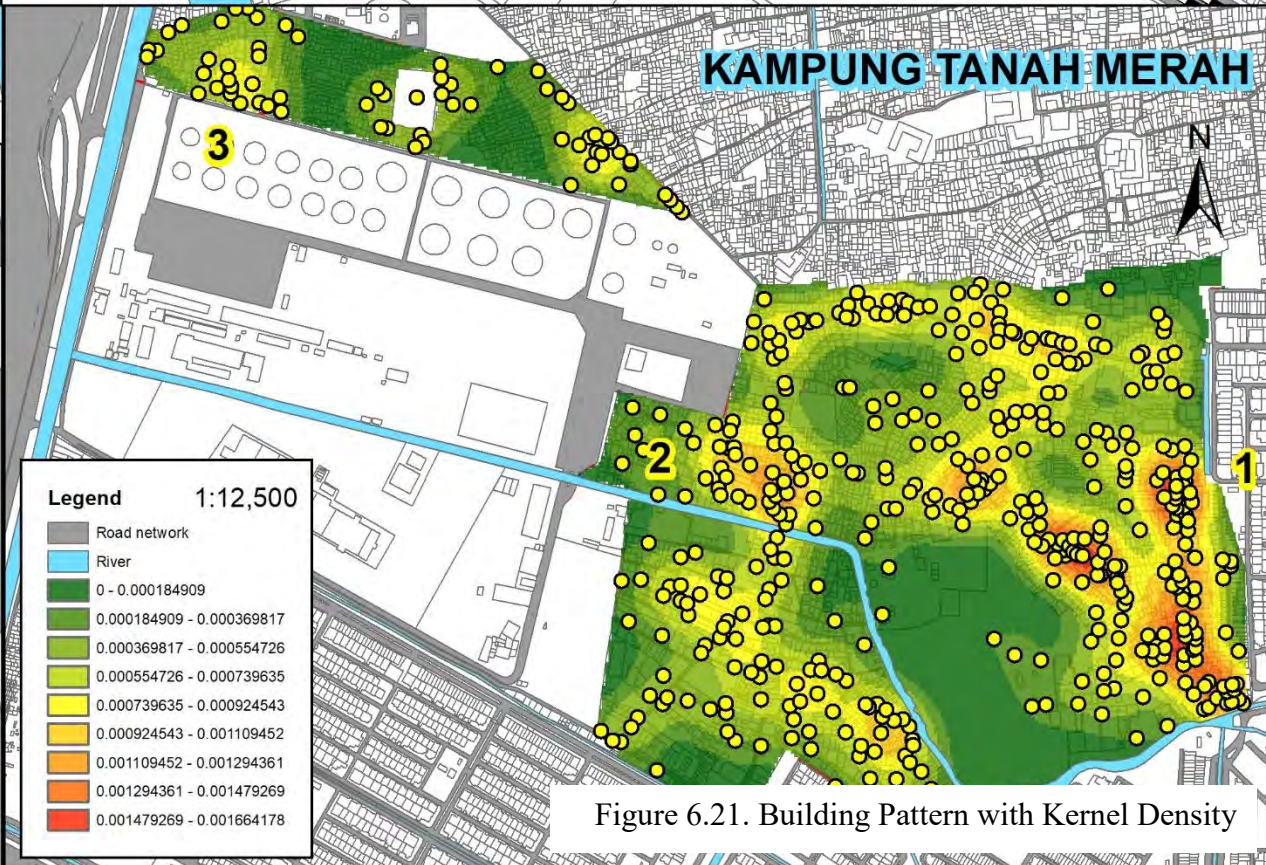 KAMPUNG TANAH MERAH
N
3
2
1
Legend 1:12,500
Road network
River
0 - 0.000184909
0.000184909 - 0.000369817
0.000369817 - 0.000554726
0.000554726 - 0.000739635
0.000739635 - 0.000924543
0.000924543 - 0.001109452
0.001109452 - 0.001294361
0.001294361 - 0.001479269
0.001479269 - 0.001664178
Figure 6.21. Building Pattern with Kernel Density